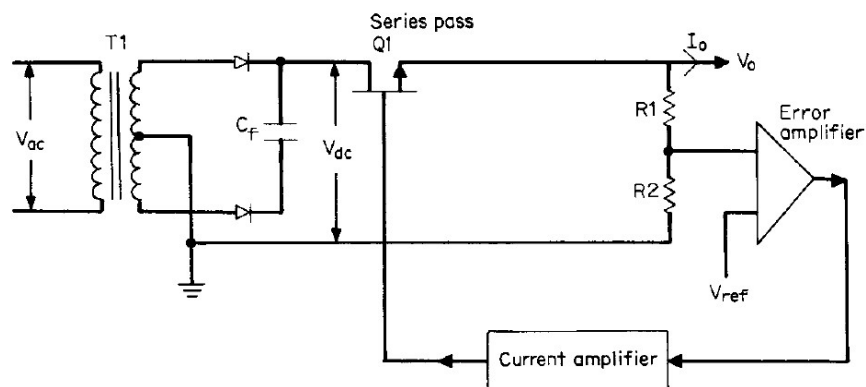 Series pass
Q1
T1
Io
Vo
R1
Error
amplifier
Cf
Vac
Vdc
R2
Vref
Current amplifier